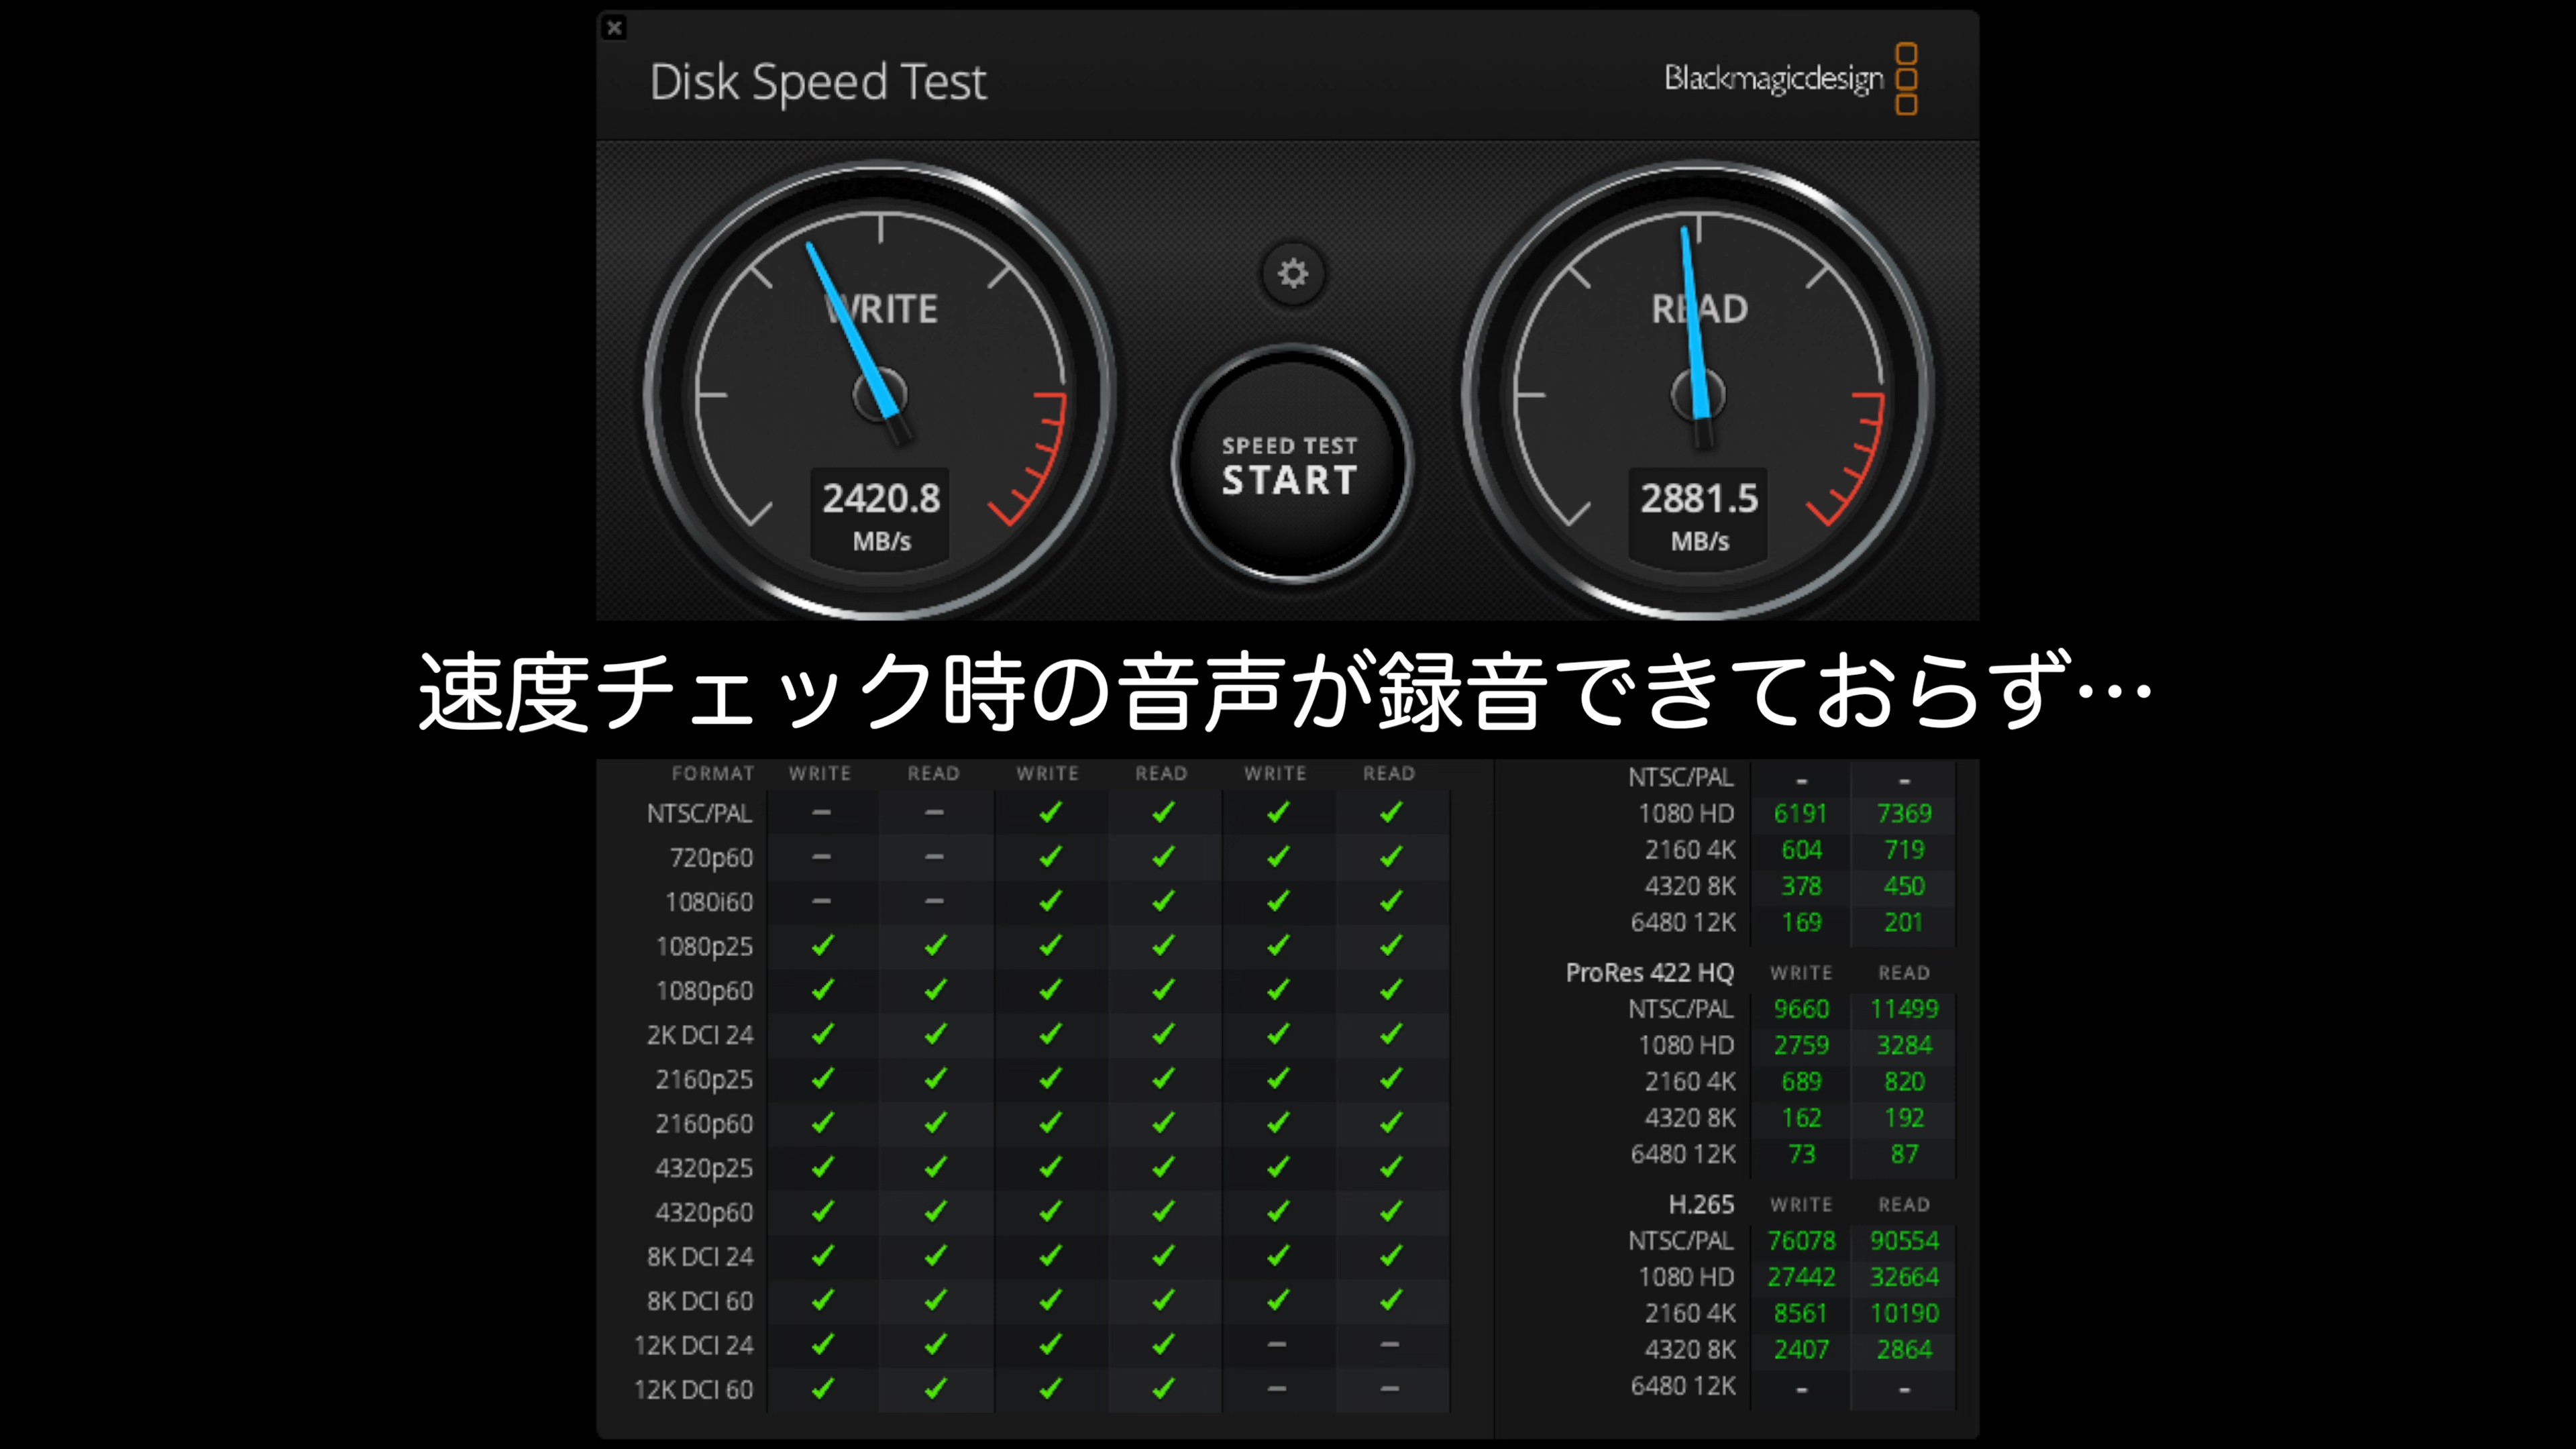 Disk Speed Test
Blackmagicdesign
WRITE
2420.8
MB/s
SPEED TEST
START
READ
2881.5
MB/s
速度チェック時の音声が録音できておらず…
FORMAT WRITE READ WRITE READ WRITE READ
NTSC/PAL – – ✓ ✓ ✓ ✓
720p60 – – ✓ ✓ ✓ ✓
1080i60 – – ✓ ✓ ✓ ✓
1080p25 ✓ ✓ ✓ ✓ ✓ ✓
1080p60 ✓ ✓ ✓ ✓ ✓ ✓
2K DCI 24 ✓ ✓ ✓ ✓ ✓ ✓
2160p25 ✓ ✓ ✓ ✓ ✓ ✓
2160p60 ✓ ✓ ✓ ✓ ✓ ✓
4320p25 ✓ ✓ ✓ ✓ ✓ ✓
4320p60 ✓ ✓ ✓ ✓ ✓ ✓
8K DCI 24 ✓ ✓ ✓ ✓ ✓ ✓
8K DCI 60 ✓ ✓ ✓ ✓ ✓ ✓
12K DCI 24 ✓ ✓ ✓ ✓ – –
12K DCI 60 ✓ ✓ ✓ ✓ – –
NTSC/PAL - -
1080 HD 6191 7369
2160 4K 604 719
4320 8K 378 450
6480 12K 169 201
ProRes 422 HQ WRITE READ
NTSC/PAL 9660 11499
1080 HD 2759 3284
2160 4K 689 820
4320 8K 162 192
6480 12K 73 87
H.265 WRITE READ
NTSC/PAL 76078 90554
1080 HD 27442 32664
2160 4K 8561 10190
4320 8K 2407 2864
6480 12K - -